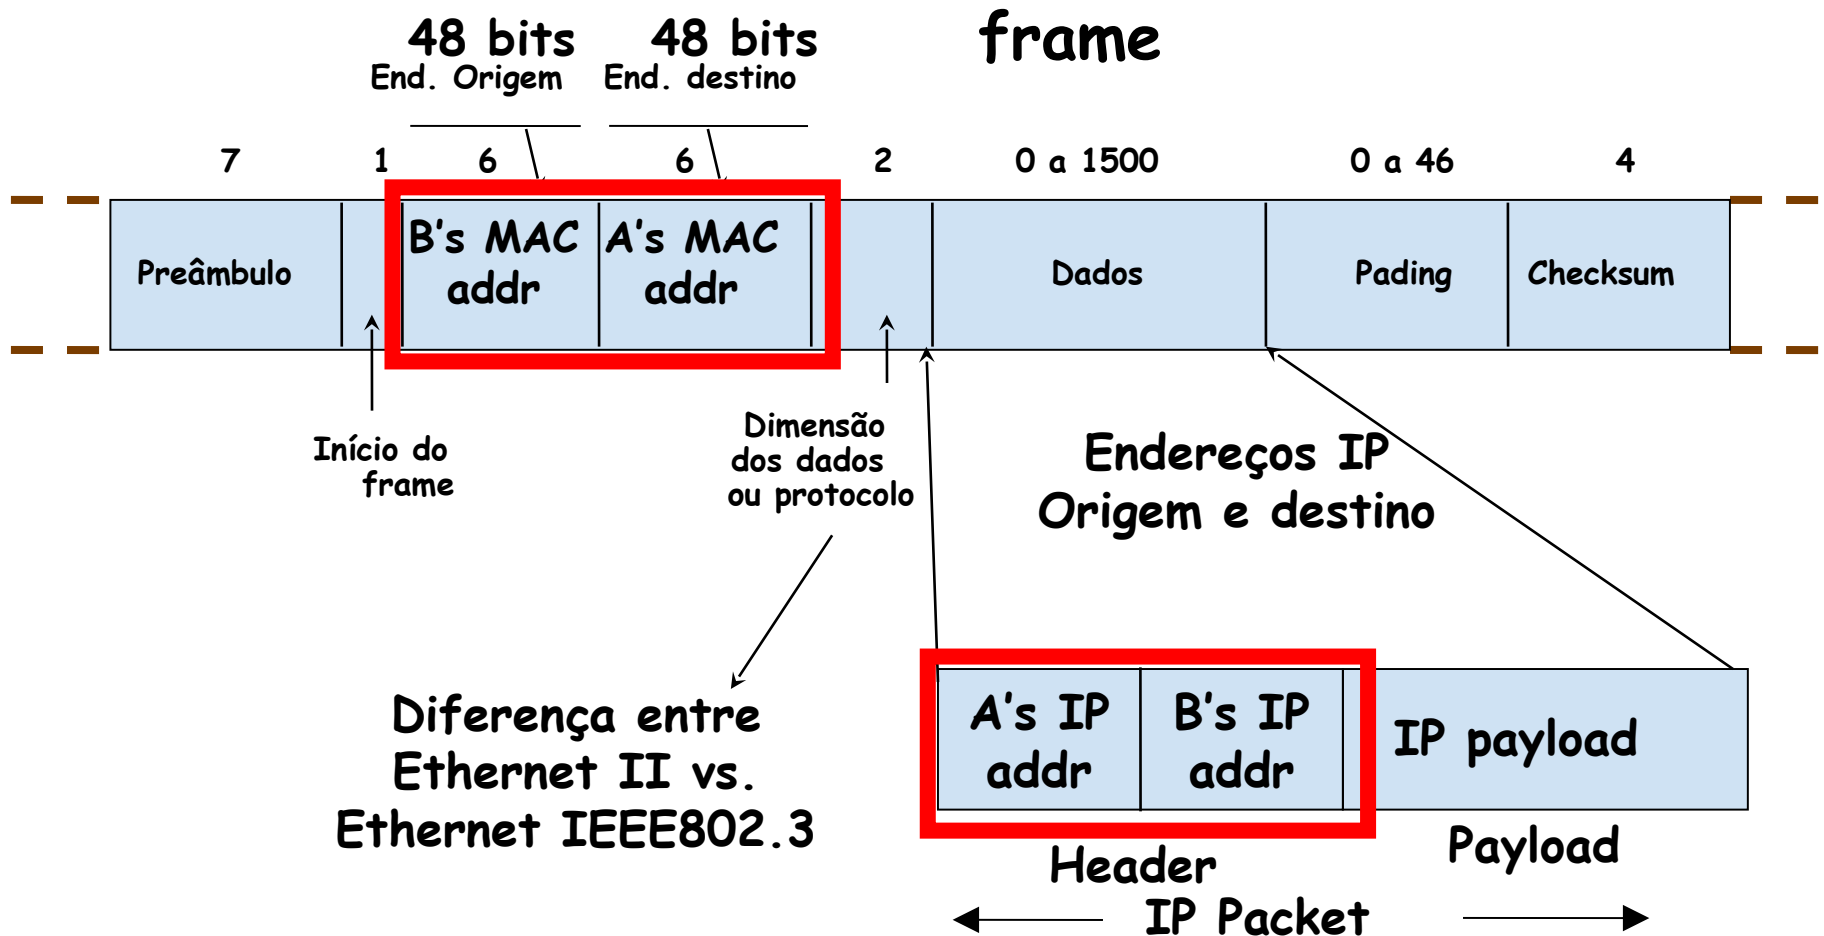 48 bits 48 bits frame
End. Origem End. destino
7 1 6 6 2 0 a 1500 0 a 46 4
Preâmbulo B's MAC addr A's MAC addr Dados Pading Checksum
Início do
frame
Dimensão
dos dados
ou protocolo
Endereços IP
Origem e destino
Diferença entre
Ethernet II vs.
Ethernet IEEE802.3
A's IP addr B's IP addr IP payload
Header Payload
IP Packet